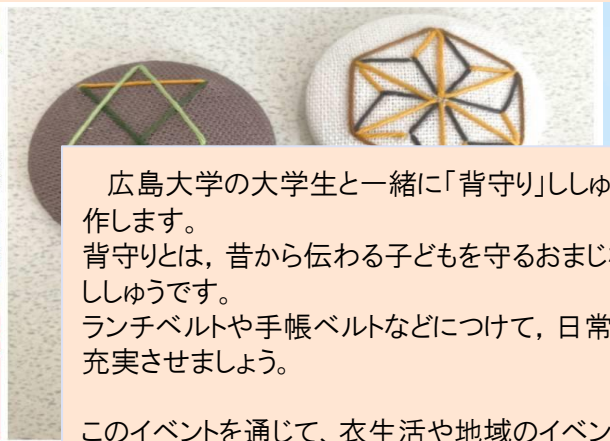 広島大学の大学生と一緒に「背守り」ししゅ
作します。
背守りとは，昔から伝わる子どもを守るおまじ
ししゅうです。
ランチベルトや手帳ベルトなどにつけて，日常
充実させましょう。
このイベントを通じて、衣生活や地域のイベン